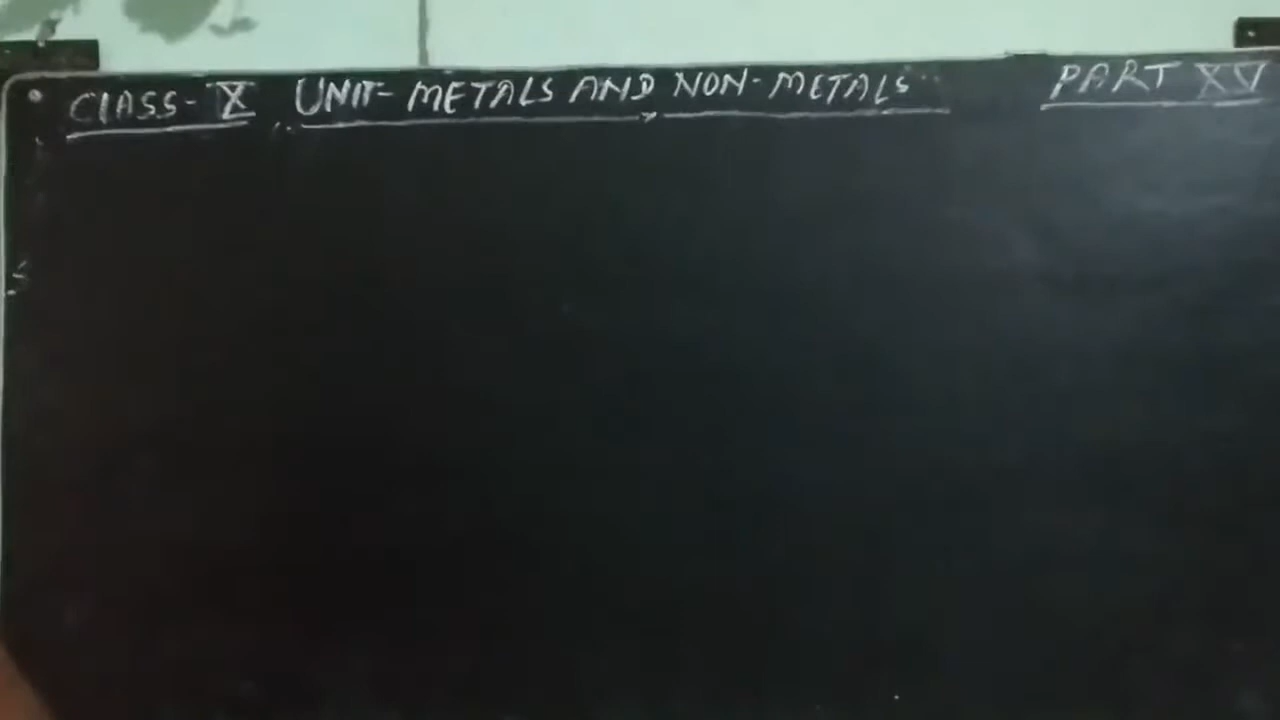 CLASS- X UNIT- METALS AND NON-METALS PART XV